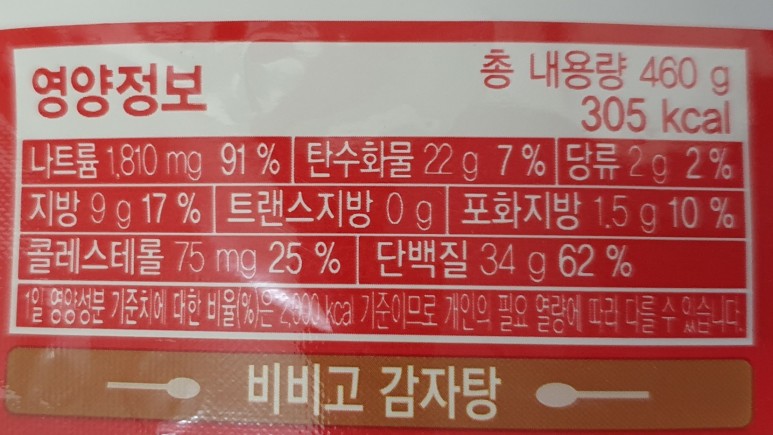 영양정보
총 내용량 460 g
305 kcal
나트륨 1,810 mg 91 % 탄수화물 22 g 7 % 당류 2 g 2 %
지방 9 g 17 % 트랜스지방 0 g 포화지방 1.5 g 10 %
콜레스테롤 75 mg 25 % 단백질 34 g 62 %
1일 영양성분 기준치에 대한 비율(%)은 2,000 kcal 기준이므로 개인의 필요 열량에 따라 다를 수 있습니다.
비비고 감자탕